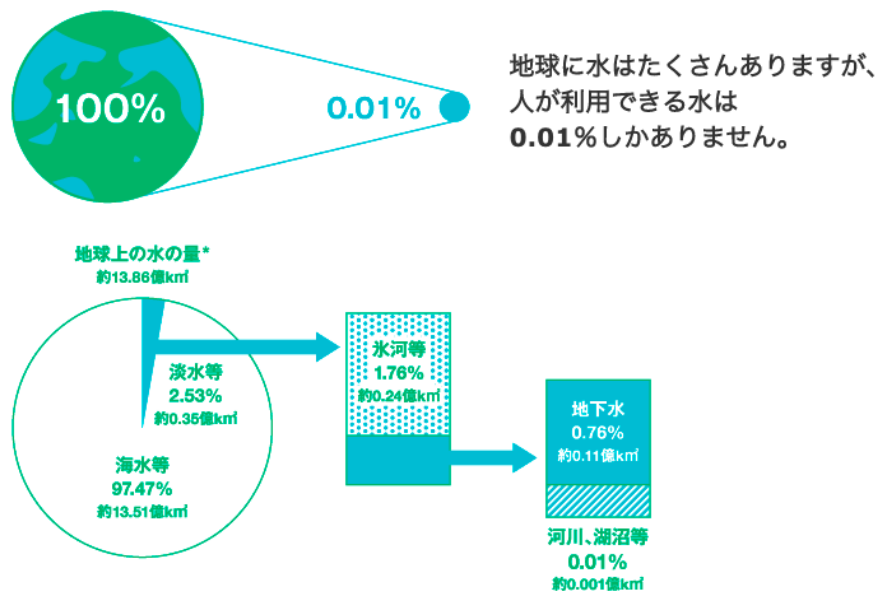 100%
0.01%
地球に水はたくさんありますが、
人が利用できる水は
0.01%しかありません。
地球上の水の量*
約13.86億k㎥
淡水等
2.53%
約0.35億k㎥
海水等
97.47%
約13.51億k㎥
氷河等
1.76%
約0.24億k㎥
地下水
0.76%
約0.11億k㎥
河川、湖沼等
0.01%
約0.001億k㎥